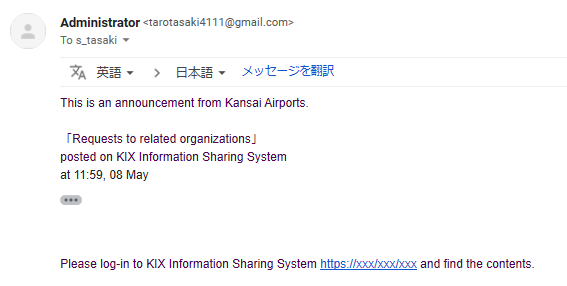 Administrator <tarotasaki4111@gmail.com>
To s_tasaki
英語 日本語 メッセージを翻訳
This is an announcement from Kansai Airports.
「Requests to related organizations」
posted on KIX Information Sharing System
at 11:59, 08 May
Please log-in to KIX Information Sharing System https://xxx/xxx/xxx and find the contents.